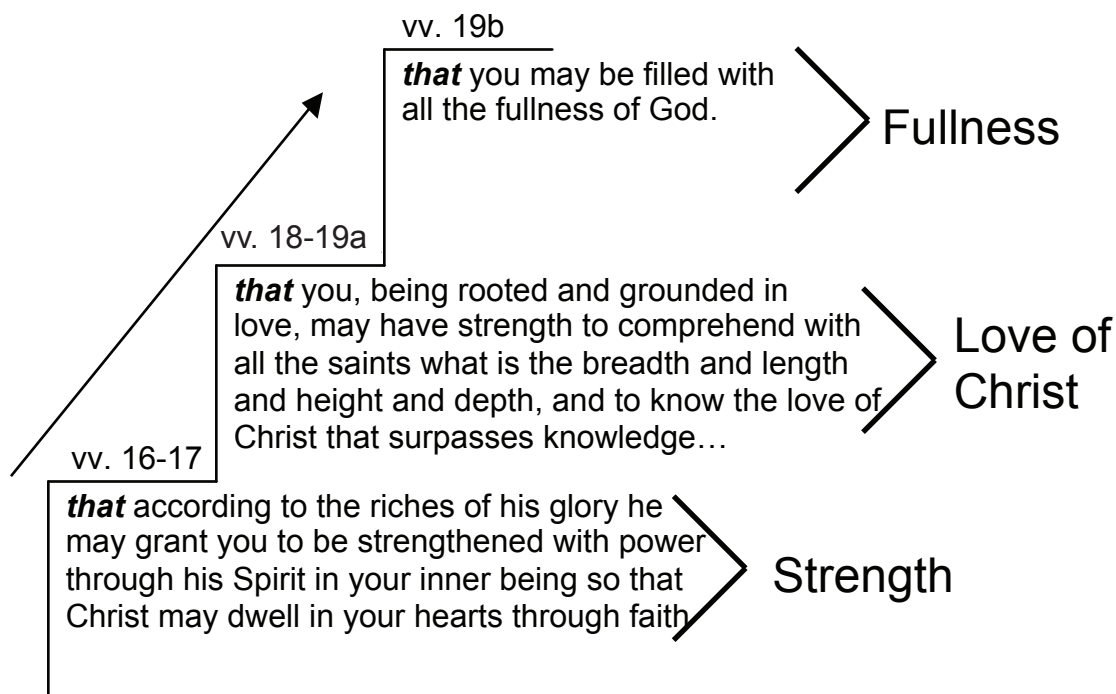 vv. 19b
that you may be filled with
all the fullness of God.
Fullness
vv. 18-19a
that you, being rooted and grounded in
love, may have strength to comprehend with
all the saints what is the breadth and length
and height and depth, and to know the love of
Christ that surpasses knowledge…
Love of
Christ
vv. 16-17
that according to the riches of his glory he
may grant you to be strengthened with power
through his Spirit in your inner being so that
Christ may dwell in your hearts through faith
Strength